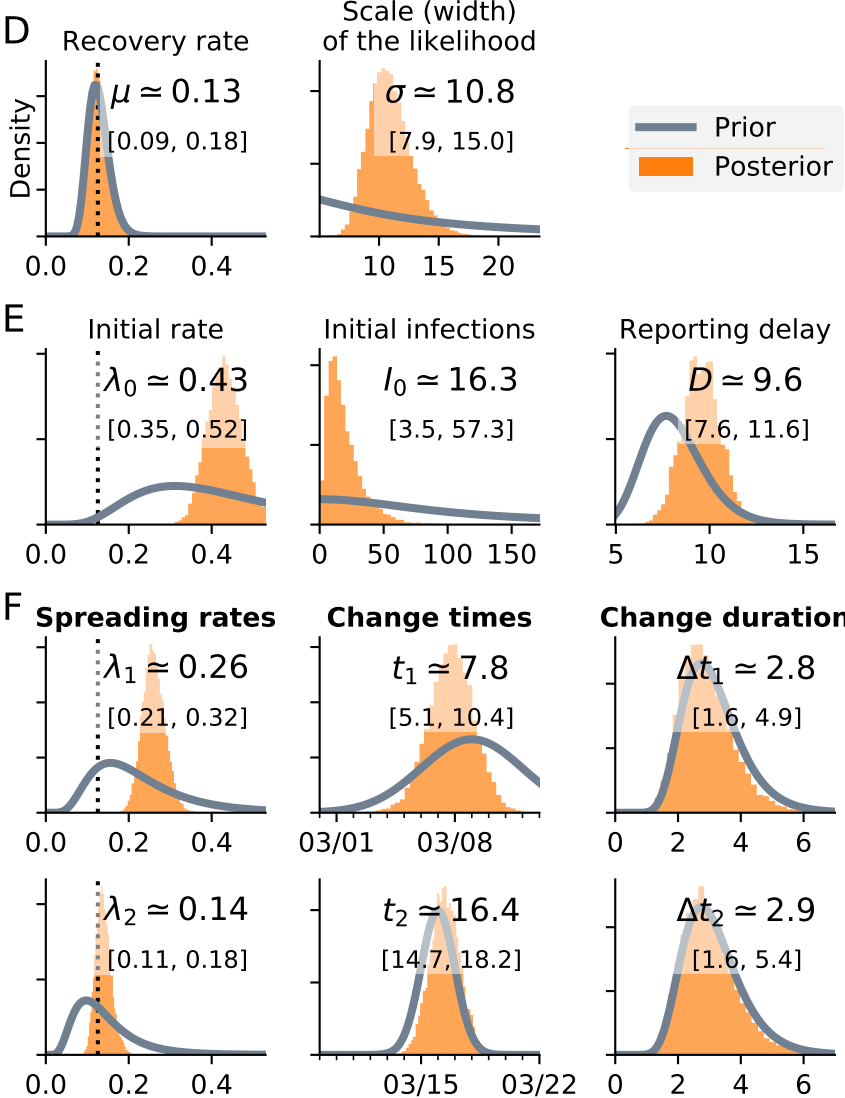 D
Recovery rate
Scale (width)
of the likelihood
Density
μ ≃ 0.13
[0.09, 0.18]
0.0 0.2 0.4
σ ≃ 10.8
[7.9, 15.0]
10 15 20
Prior
Posterior
E
Initial rate
λ0 ≃ 0.43
[0.35, 0.52]
0.0 0.2 0.4
Initial infections
I0 ≃ 16.3
[3.5, 57.3]
0 50 100 150
Reporting delay
D ≃ 9.6
[7.6, 11.6]
5 10 15
F
Spreading rates
λ1 ≃ 0.26
[0.21, 0.32]
0.0 0.2 0.4
Change times
t1 ≃ 7.8
[5.1, 10.4]
03/01 03/08
Change duration
Δt1 ≃ 2.8
[1.6, 4.9]
0 2 4 6
λ2 ≃ 0.14
[0.11, 0.18]
0.0 0.2 0.4
t2 ≃ 16.4
[14.7, 18.2]
03/15 03/22
Δt2 ≃ 2.9
[1.6, 5.4]
0 2 4 6